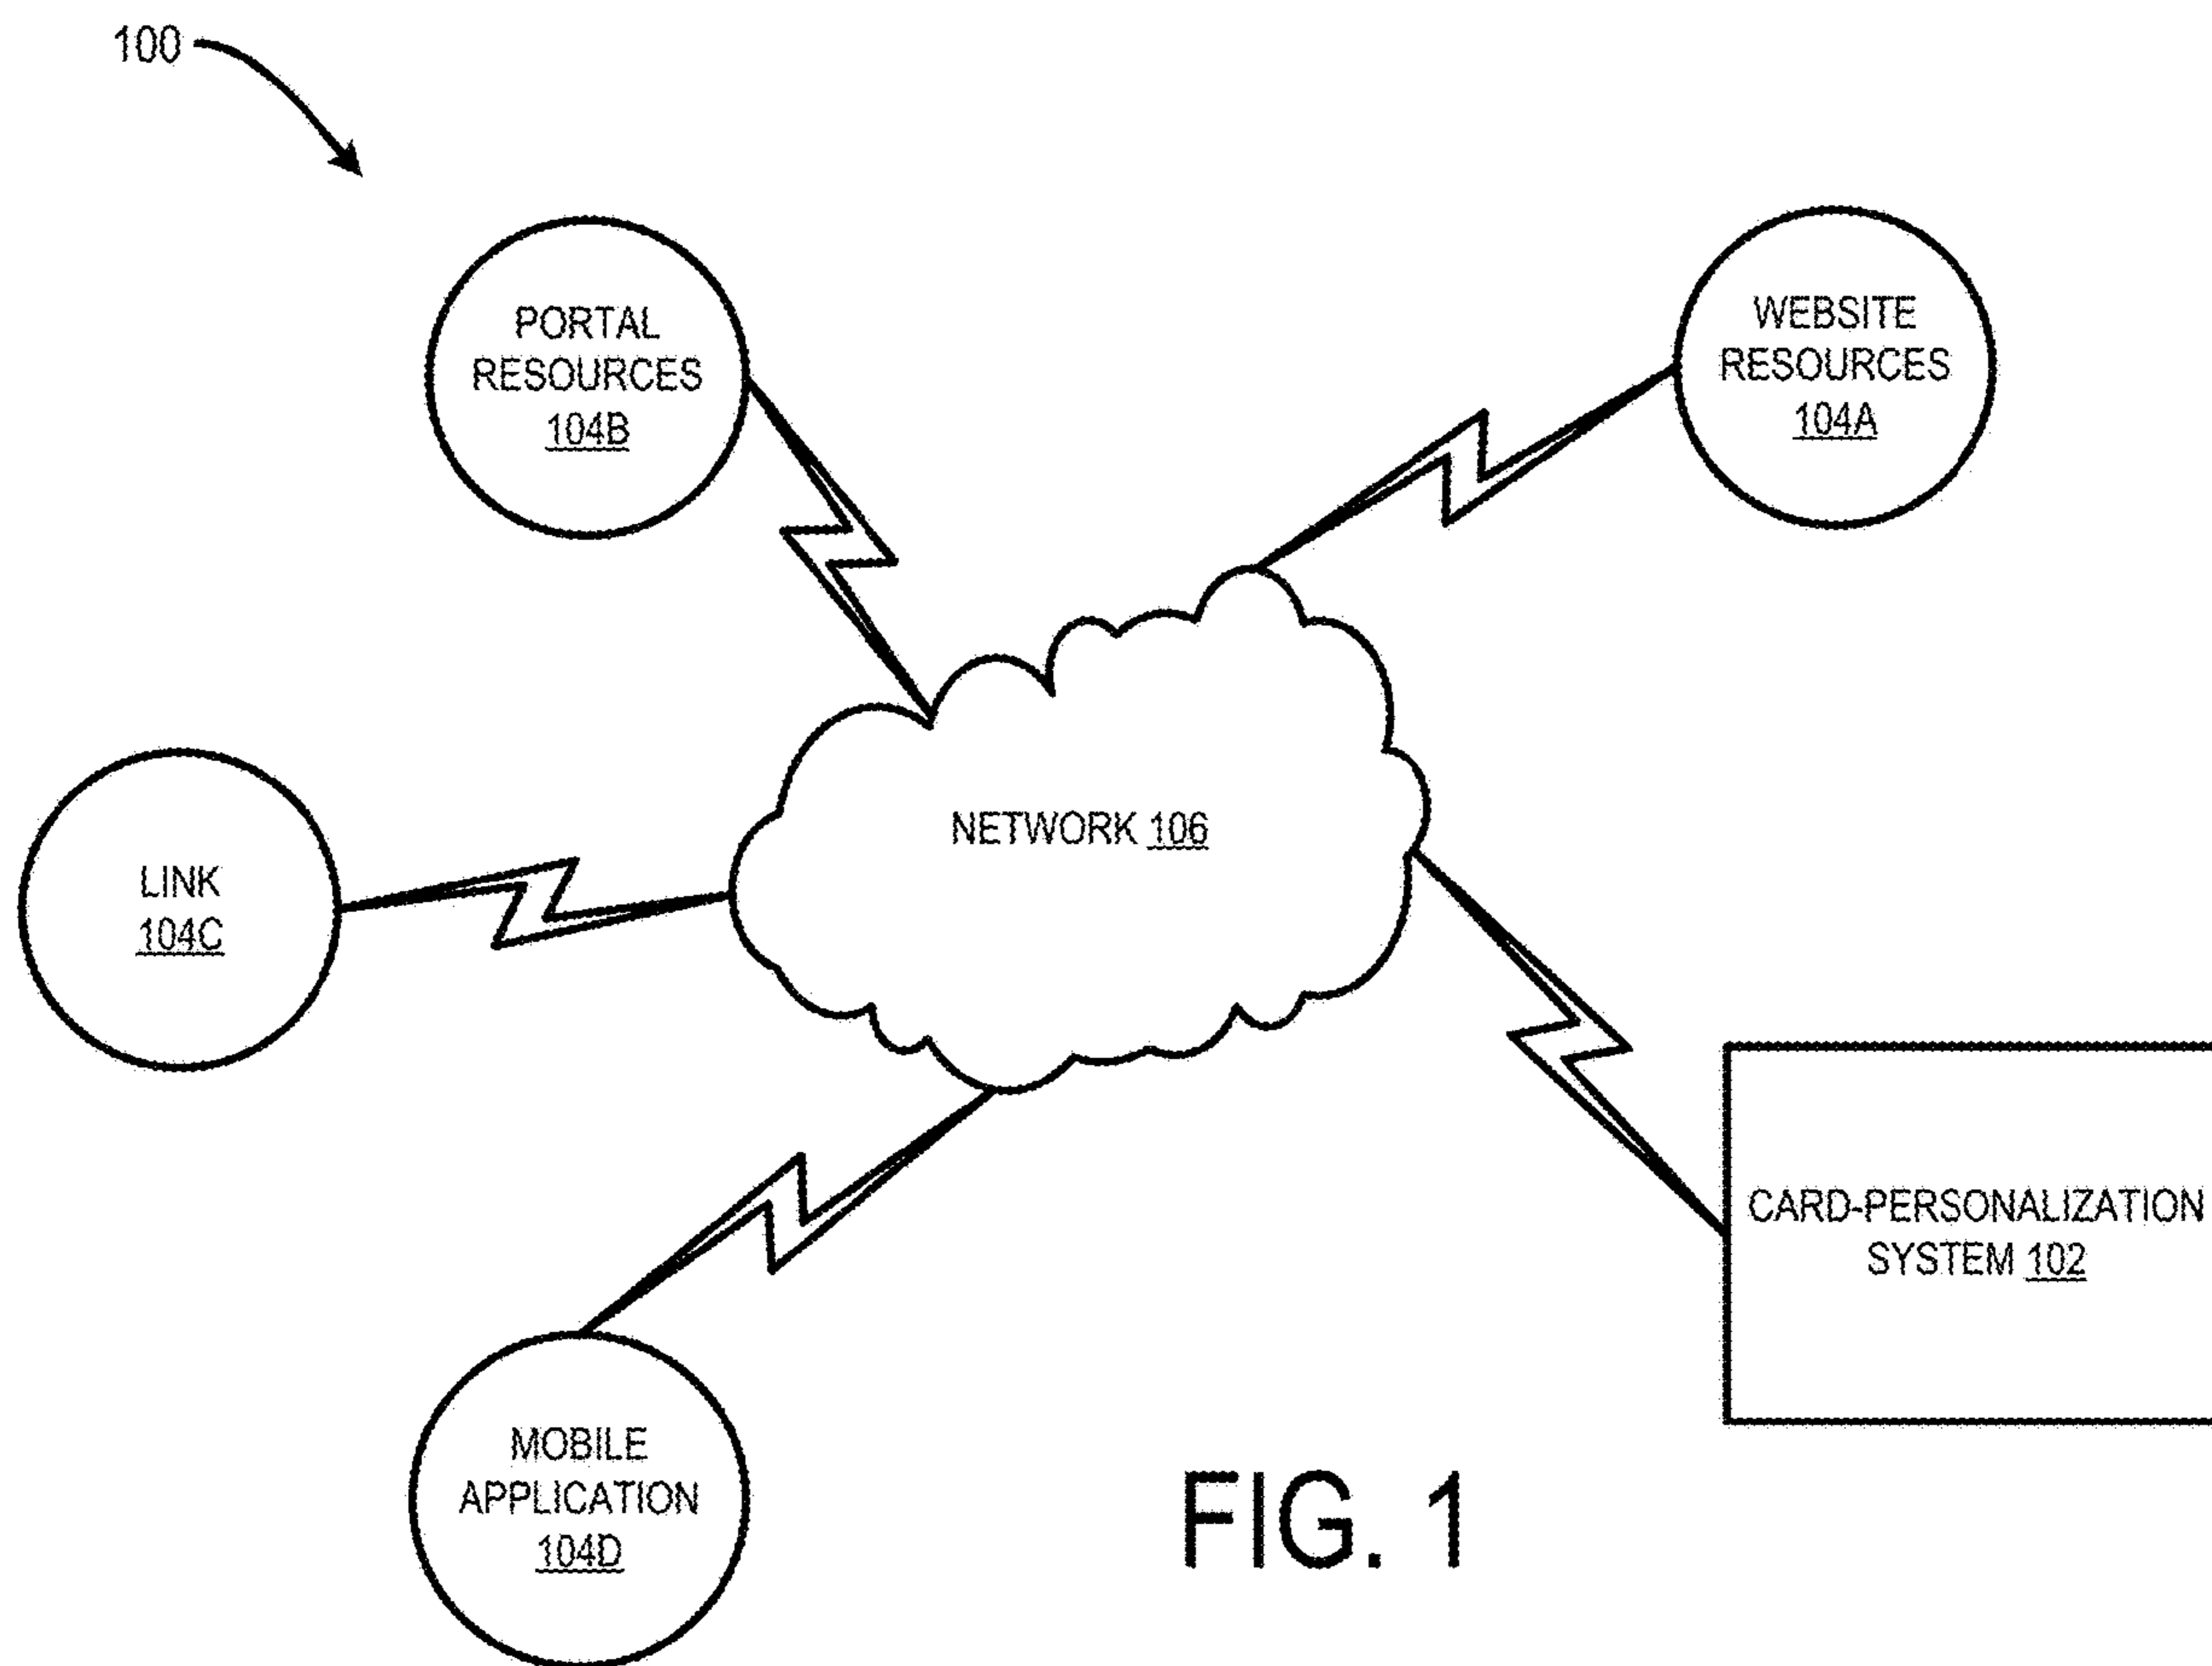 100
PORTAL
RESOURCES
104B
WEBSITE
RESOURCES
104A
NETWORK 106
LINK
104C
CARD-PERSONALIZATION
SYSTEM 102
MOBILE
APPLICATION
104D
FIG. 1